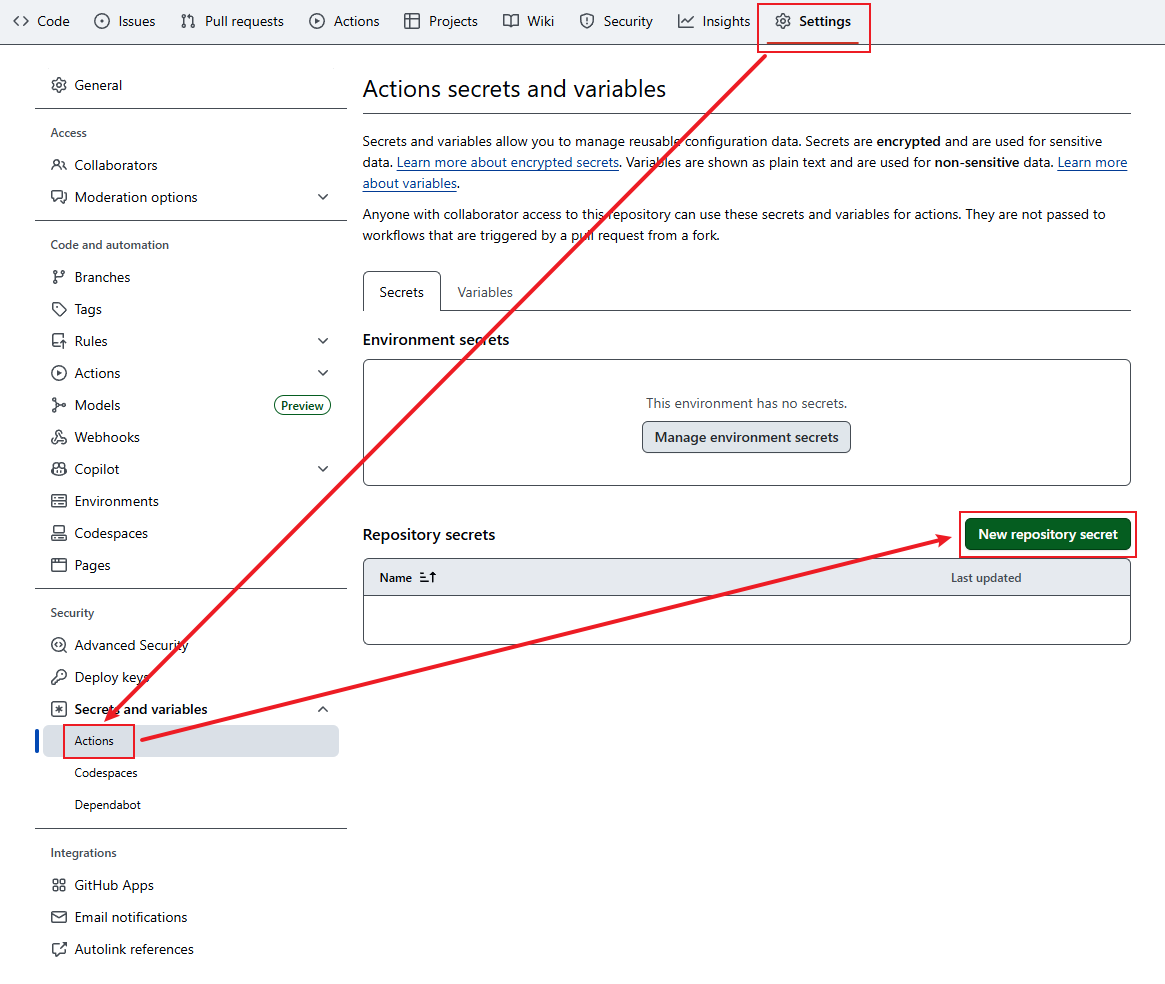 Code Issues Pull requests Actions Projects Wiki Security Insights Settings
General
Access
Collaborators
Moderation options
Code and automation
Branches
Tags
Rules
Actions
Models Preview
Webhooks
Copilot
Environments
Codespaces
Pages
Security
Advanced Security
Deploy keys
Secrets and variables
Actions
Codespaces
Dependabot
Integrations
GitHub Apps
Email notifications
Autolink references
Actions secrets and variables
Secrets and variables allow you to manage reusable configuration data. Secrets are encrypted and are used for sensitive
data. Learn more about encrypted secrets. Variables are shown as plain text and are used for non-sensitive data. Learn more
about variables.
Anyone with collaborator access to this repository can use these secrets and variables for actions. They are not passed to
workflows that are triggered by a pull request from a fork.
Secrets Variables
Environment secrets
This environment has no secrets.
Manage environment secrets
Repository secrets New repository secret
Name Last updated